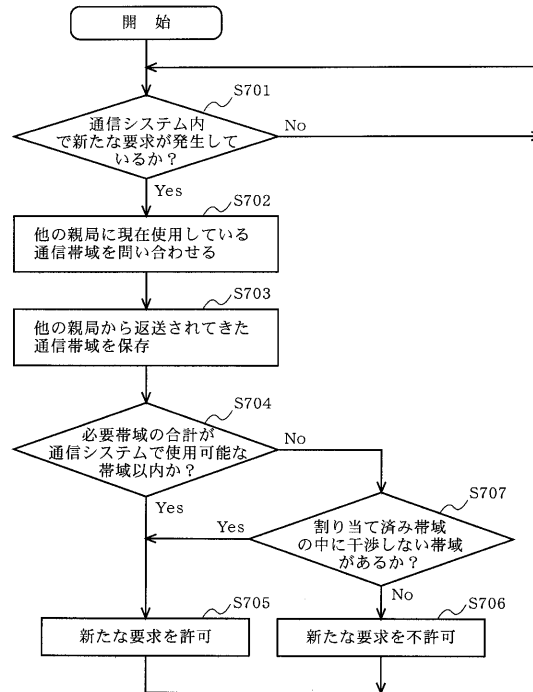 開 始
S701
通信システム内
で新たな要求が発生して
いるか？
No
Yes
S702
他の親局に現在使用している
通信帯域を問い合わせる
S703
他の親局から返送されてきた
通信帯域を保存
S704
必要帯域の合計が
通信システムで使用可能な
帯域以内か？
No
Yes
S707
割り当て済み帯域
の中に干渉しない帯域
があるか？
Yes
No
S705
新たな要求を許可
S706
新たな要求を不許可